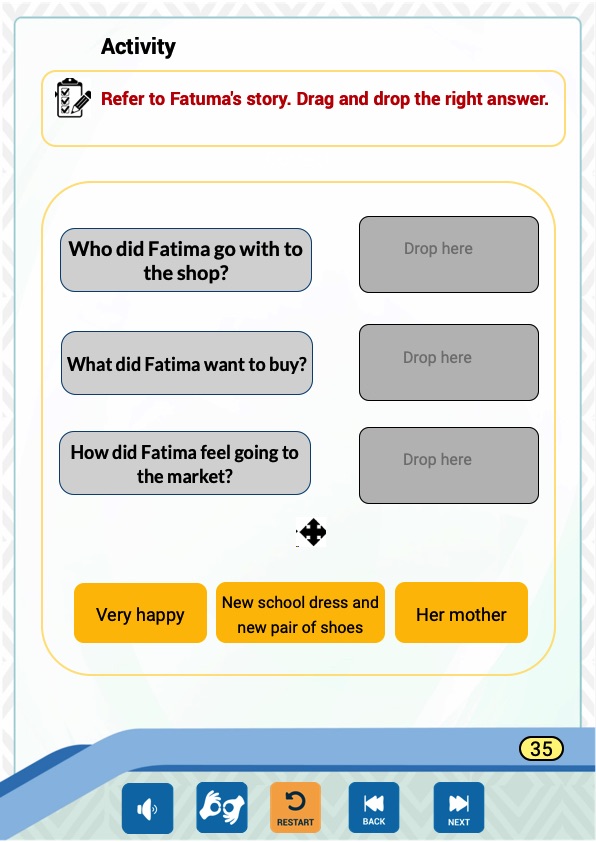 Activity
Refer to Fatuma's story. Drag and drop the right answer.
Who did Fatima go with to
the shop?
Drop here
What did Fatima want to buy?
Drop here
How did Fatima feel going to
the market?
Drop here
Very happy
New school dress and
new pair of shoes
Her mother
35
RESTART
BACK
NEXT